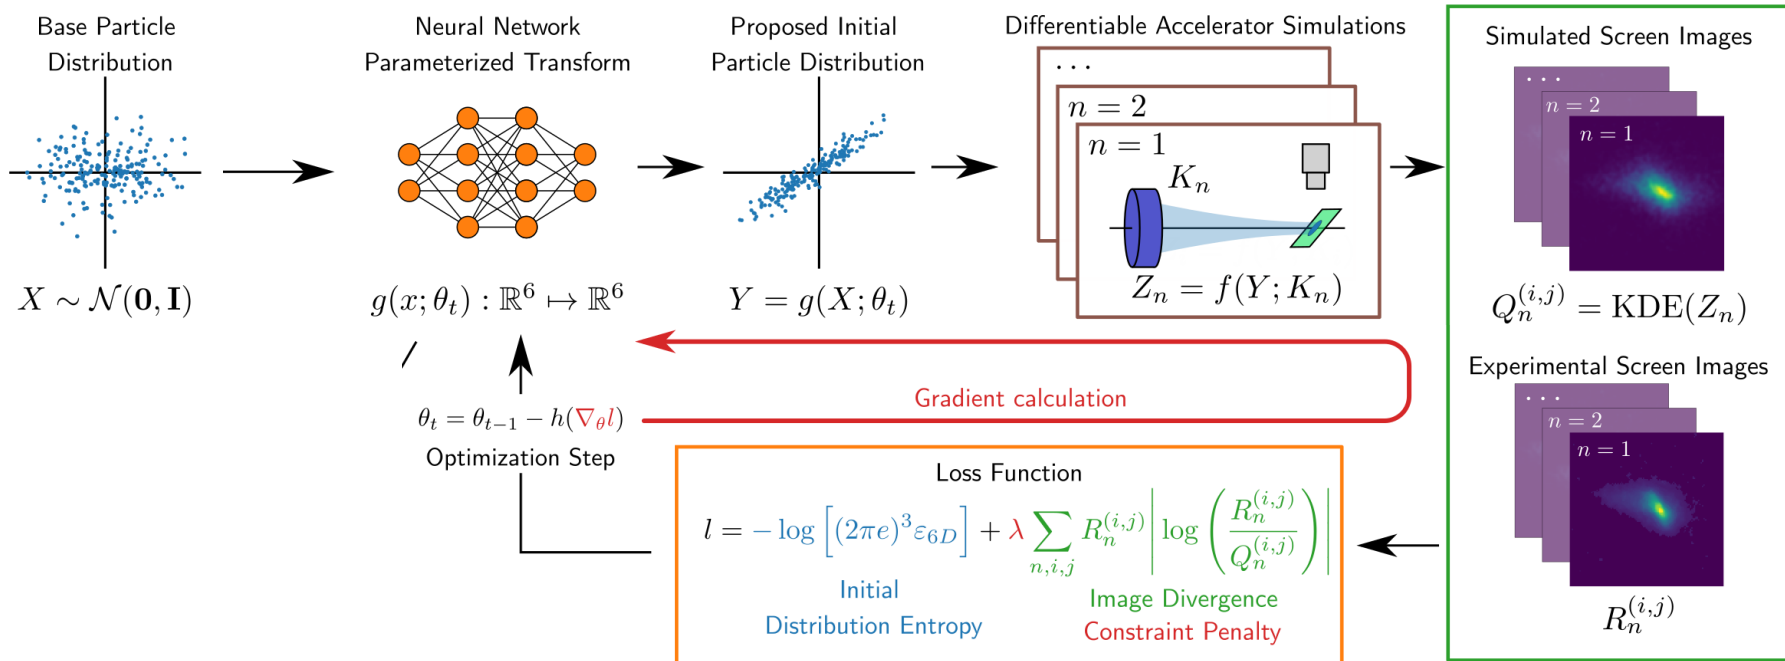 Base Particle
Distribution
X ∼ 𝒩(𝟎, 𝐈)
Neural Network
Parameterized Transform
g(x; θ_t) : ℝ^6 ↦ ℝ^6
Proposed Initial
Particle Distribution
Y = g(X; θ_t)
Differentiable Accelerator Simulations
· · ·
n = 2
n = 1
K_n
Z_n = f(Y; K_n)
Simulated Screen Images
· · ·
n = 2
n = 1
Q_n^{(i,j)} = KDE(Z_n)
Experimental Screen Images
· · ·
n = 2
n = 1
R_n^{(i,j)}
Gradient calculation
θ_t = θ_{t−1} − h(∇_θ l)
Optimization Step
Loss Function
l = − log [(2πe)^3 ε_{6D}] + λ ∑_{n,i,j} R_n^{(i,j)} | log ( R_n^{(i,j)} / Q_n^{(i,j)} ) |
Initial
Distribution Entropy
Image Divergence
Constraint Penalty